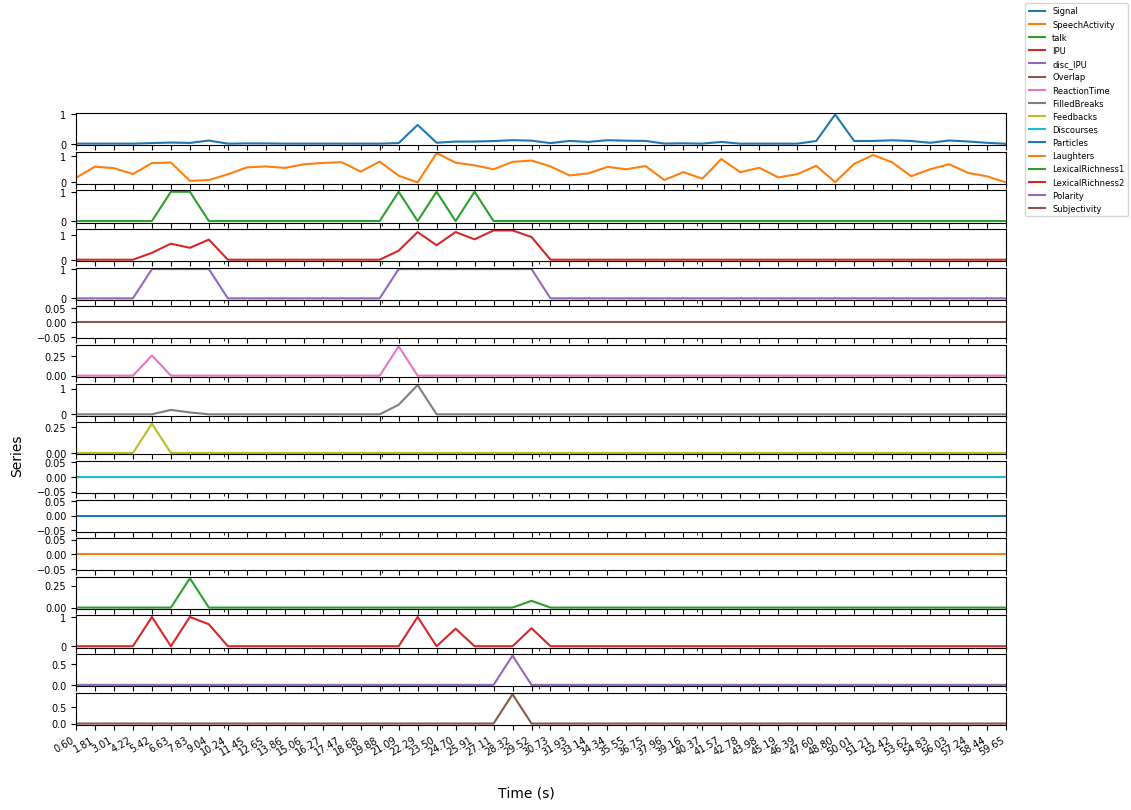 Signal
SpeechActivity
talk
IPU
disc_IPU
Overlap
ReactionTime
FilledBreaks
Feedbacks
Discourses
Particles
Laughters
LexicalRichness1
LexicalRichness2
Polarity
Subjectivity
1
0
1
0
1
0
1
0
1
0
0.05
0.00
−0.05
0.25
0.00
1
0
0.25
0.00
0.05
0.00
−0.05
0.05
0.00
−0.05
0.05
0.00
−0.05
0.25
0.00
1
0
0.5
0.0
0.5
0.0
Series
0.60 1.81 3.01 4.22 5.42 6.63 7.83 9.04 10.24 11.45 12.65 13.86 15.06 16.27 17.47 18.68 19.88 21.09 22.29 23.50 24.70 25.91 27.11 28.32 29.52 30.73 31.93 33.14 34.34 35.55 36.75 37.96 39.16 40.37 41.57 42.78 43.98 45.19 46.39 47.60 48.80 50.01 51.21 52.42 53.62 54.83 56.03 57.24 58.44 59.65
Time (s)